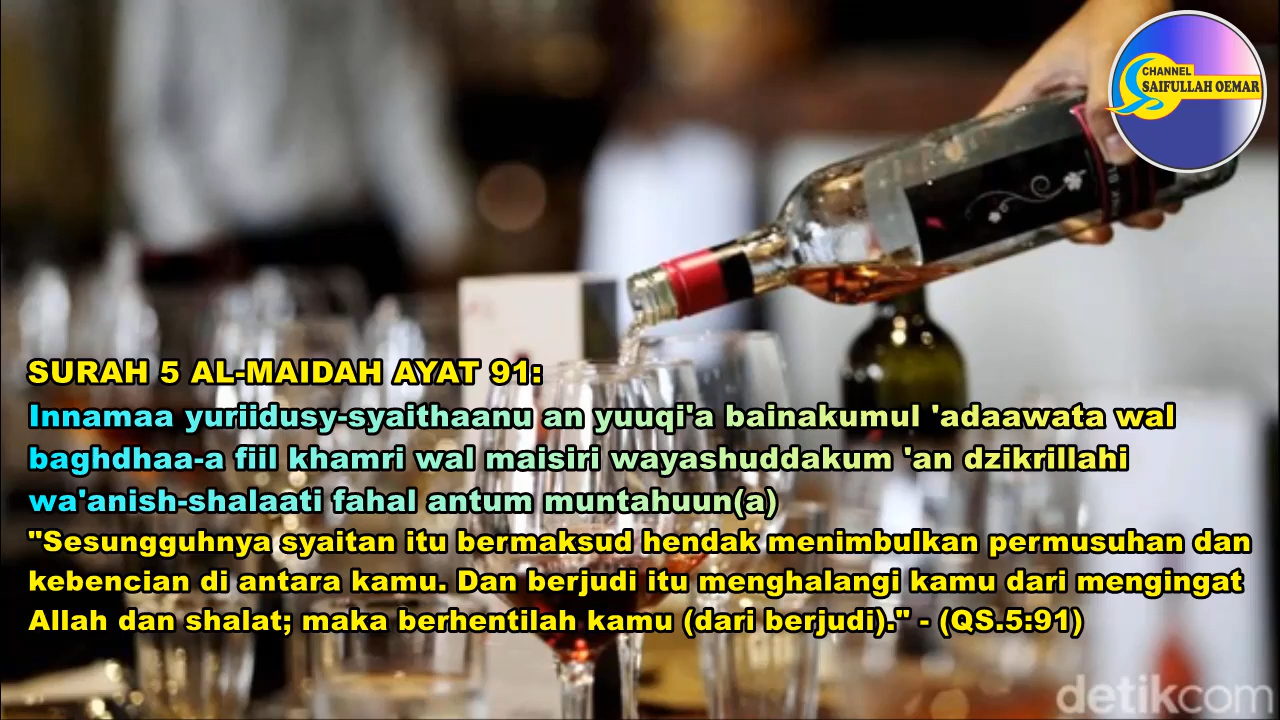 CHANNEL
SAIFULLAH OEMAR
SURAH 5 AL-MAIDAH AYAT 91:
Innamaa yuriidusy-syaithaanu an yuuqi'a bainakumul 'adaawata wal
baghdhaa-a fiil khamri wal maisiri wayashuddakum 'an dzikrillahi
wa'anish-shalaati fahal antum muntahuun(a)
"Sesungguhnya syaitan itu bermaksud hendak menimbulkan permusuhan dan
kebencian di antara kamu. Dan berjudi itu menghalangi kamu dari mengingat
Allah dan shalat; maka berhentilah kamu (dari berjudi)." - (QS.5:91)
detikcom